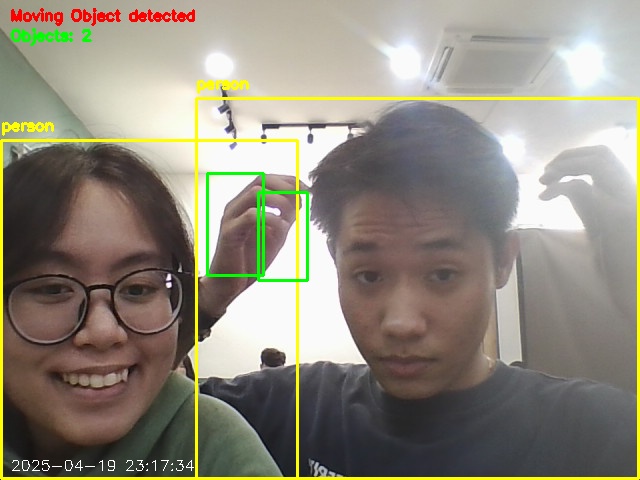 Moving Object detected
Objects: 2
person
person
2025-04-19 23:17:34